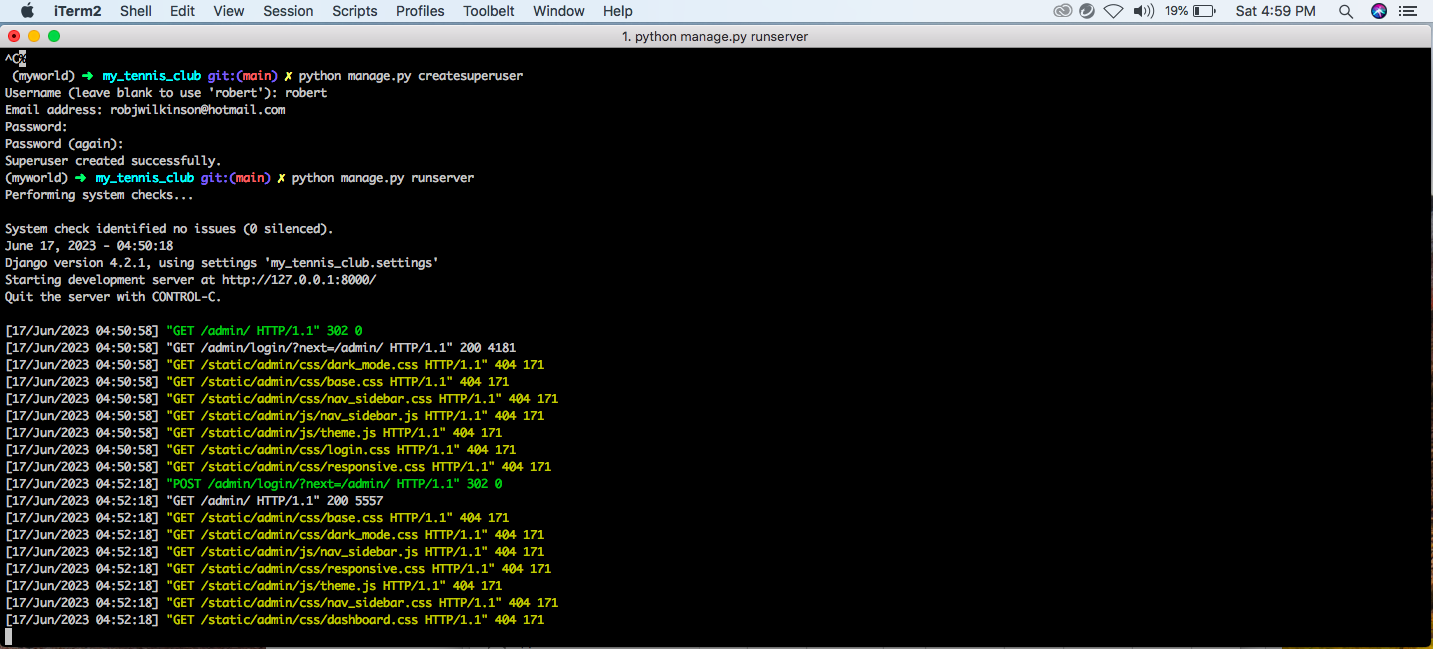 iTerm2 Shell Edit View Session Scripts Profiles Toolbelt Window Help 19% Sat 4:59 PM
1. python manage.py runserver
^C%
(myworld) ➜ my_tennis_club git:(main) ✗ python manage.py createsuperuser
Username (leave blank to use 'robert'): robert
Email address: robjwilkinson@hotmail.com
Password:
Password (again):
Superuser created successfully.
(myworld) ➜ my_tennis_club git:(main) ✗ python manage.py runserver
Performing system checks...
System check identified no issues (0 silenced).
June 17, 2023 - 04:50:18
Django version 4.2.1, using settings 'my_tennis_club.settings'
Starting development server at http://127.0.0.1:8000/
Quit the server with CONTROL-C.
[17/Jun/2023 04:50:58] "GET /admin/ HTTP/1.1" 302 0
[17/Jun/2023 04:50:58] "GET /admin/login/?next=/admin/ HTTP/1.1" 200 4181
[17/Jun/2023 04:50:58] "GET /static/admin/css/dark_mode.css HTTP/1.1" 404 171
[17/Jun/2023 04:50:58] "GET /static/admin/css/base.css HTTP/1.1" 404 171
[17/Jun/2023 04:50:58] "GET /static/admin/css/nav_sidebar.css HTTP/1.1" 404 171
[17/Jun/2023 04:50:58] "GET /static/admin/js/nav_sidebar.js HTTP/1.1" 404 171
[17/Jun/2023 04:50:58] "GET /static/admin/js/theme.js HTTP/1.1" 404 171
[17/Jun/2023 04:50:58] "GET /static/admin/css/login.css HTTP/1.1" 404 171
[17/Jun/2023 04:50:58] "GET /static/admin/css/responsive.css HTTP/1.1" 404 171
[17/Jun/2023 04:52:18] "POST /admin/login/?next=/admin/ HTTP/1.1" 302 0
[17/Jun/2023 04:52:18] "GET /admin/ HTTP/1.1" 200 5557
[17/Jun/2023 04:52:18] "GET /static/admin/css/base.css HTTP/1.1" 404 171
[17/Jun/2023 04:52:18] "GET /static/admin/css/dark_mode.css HTTP/1.1" 404 171
[17/Jun/2023 04:52:18] "GET /static/admin/js/nav_sidebar.js HTTP/1.1" 404 171
[17/Jun/2023 04:52:18] "GET /static/admin/css/responsive.css HTTP/1.1" 404 171
[17/Jun/2023 04:52:18] "GET /static/admin/js/theme.js HTTP/1.1" 404 171
[17/Jun/2023 04:52:18] "GET /static/admin/css/nav_sidebar.css HTTP/1.1" 404 171
[17/Jun/2023 04:52:18] "GET /static/admin/css/dashboard.css HTTP/1.1" 404 171